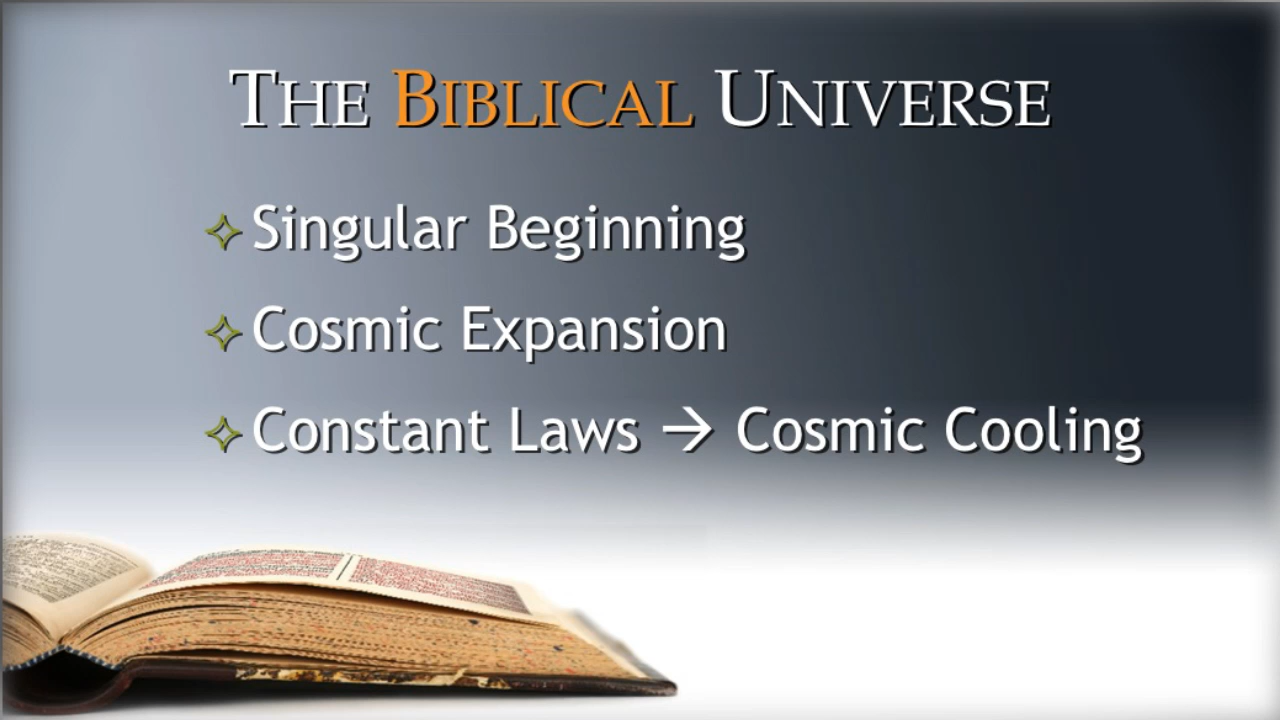 The Biblical Universe
Singular Beginning
Cosmic Expansion
Constant Laws → Cosmic Cooling